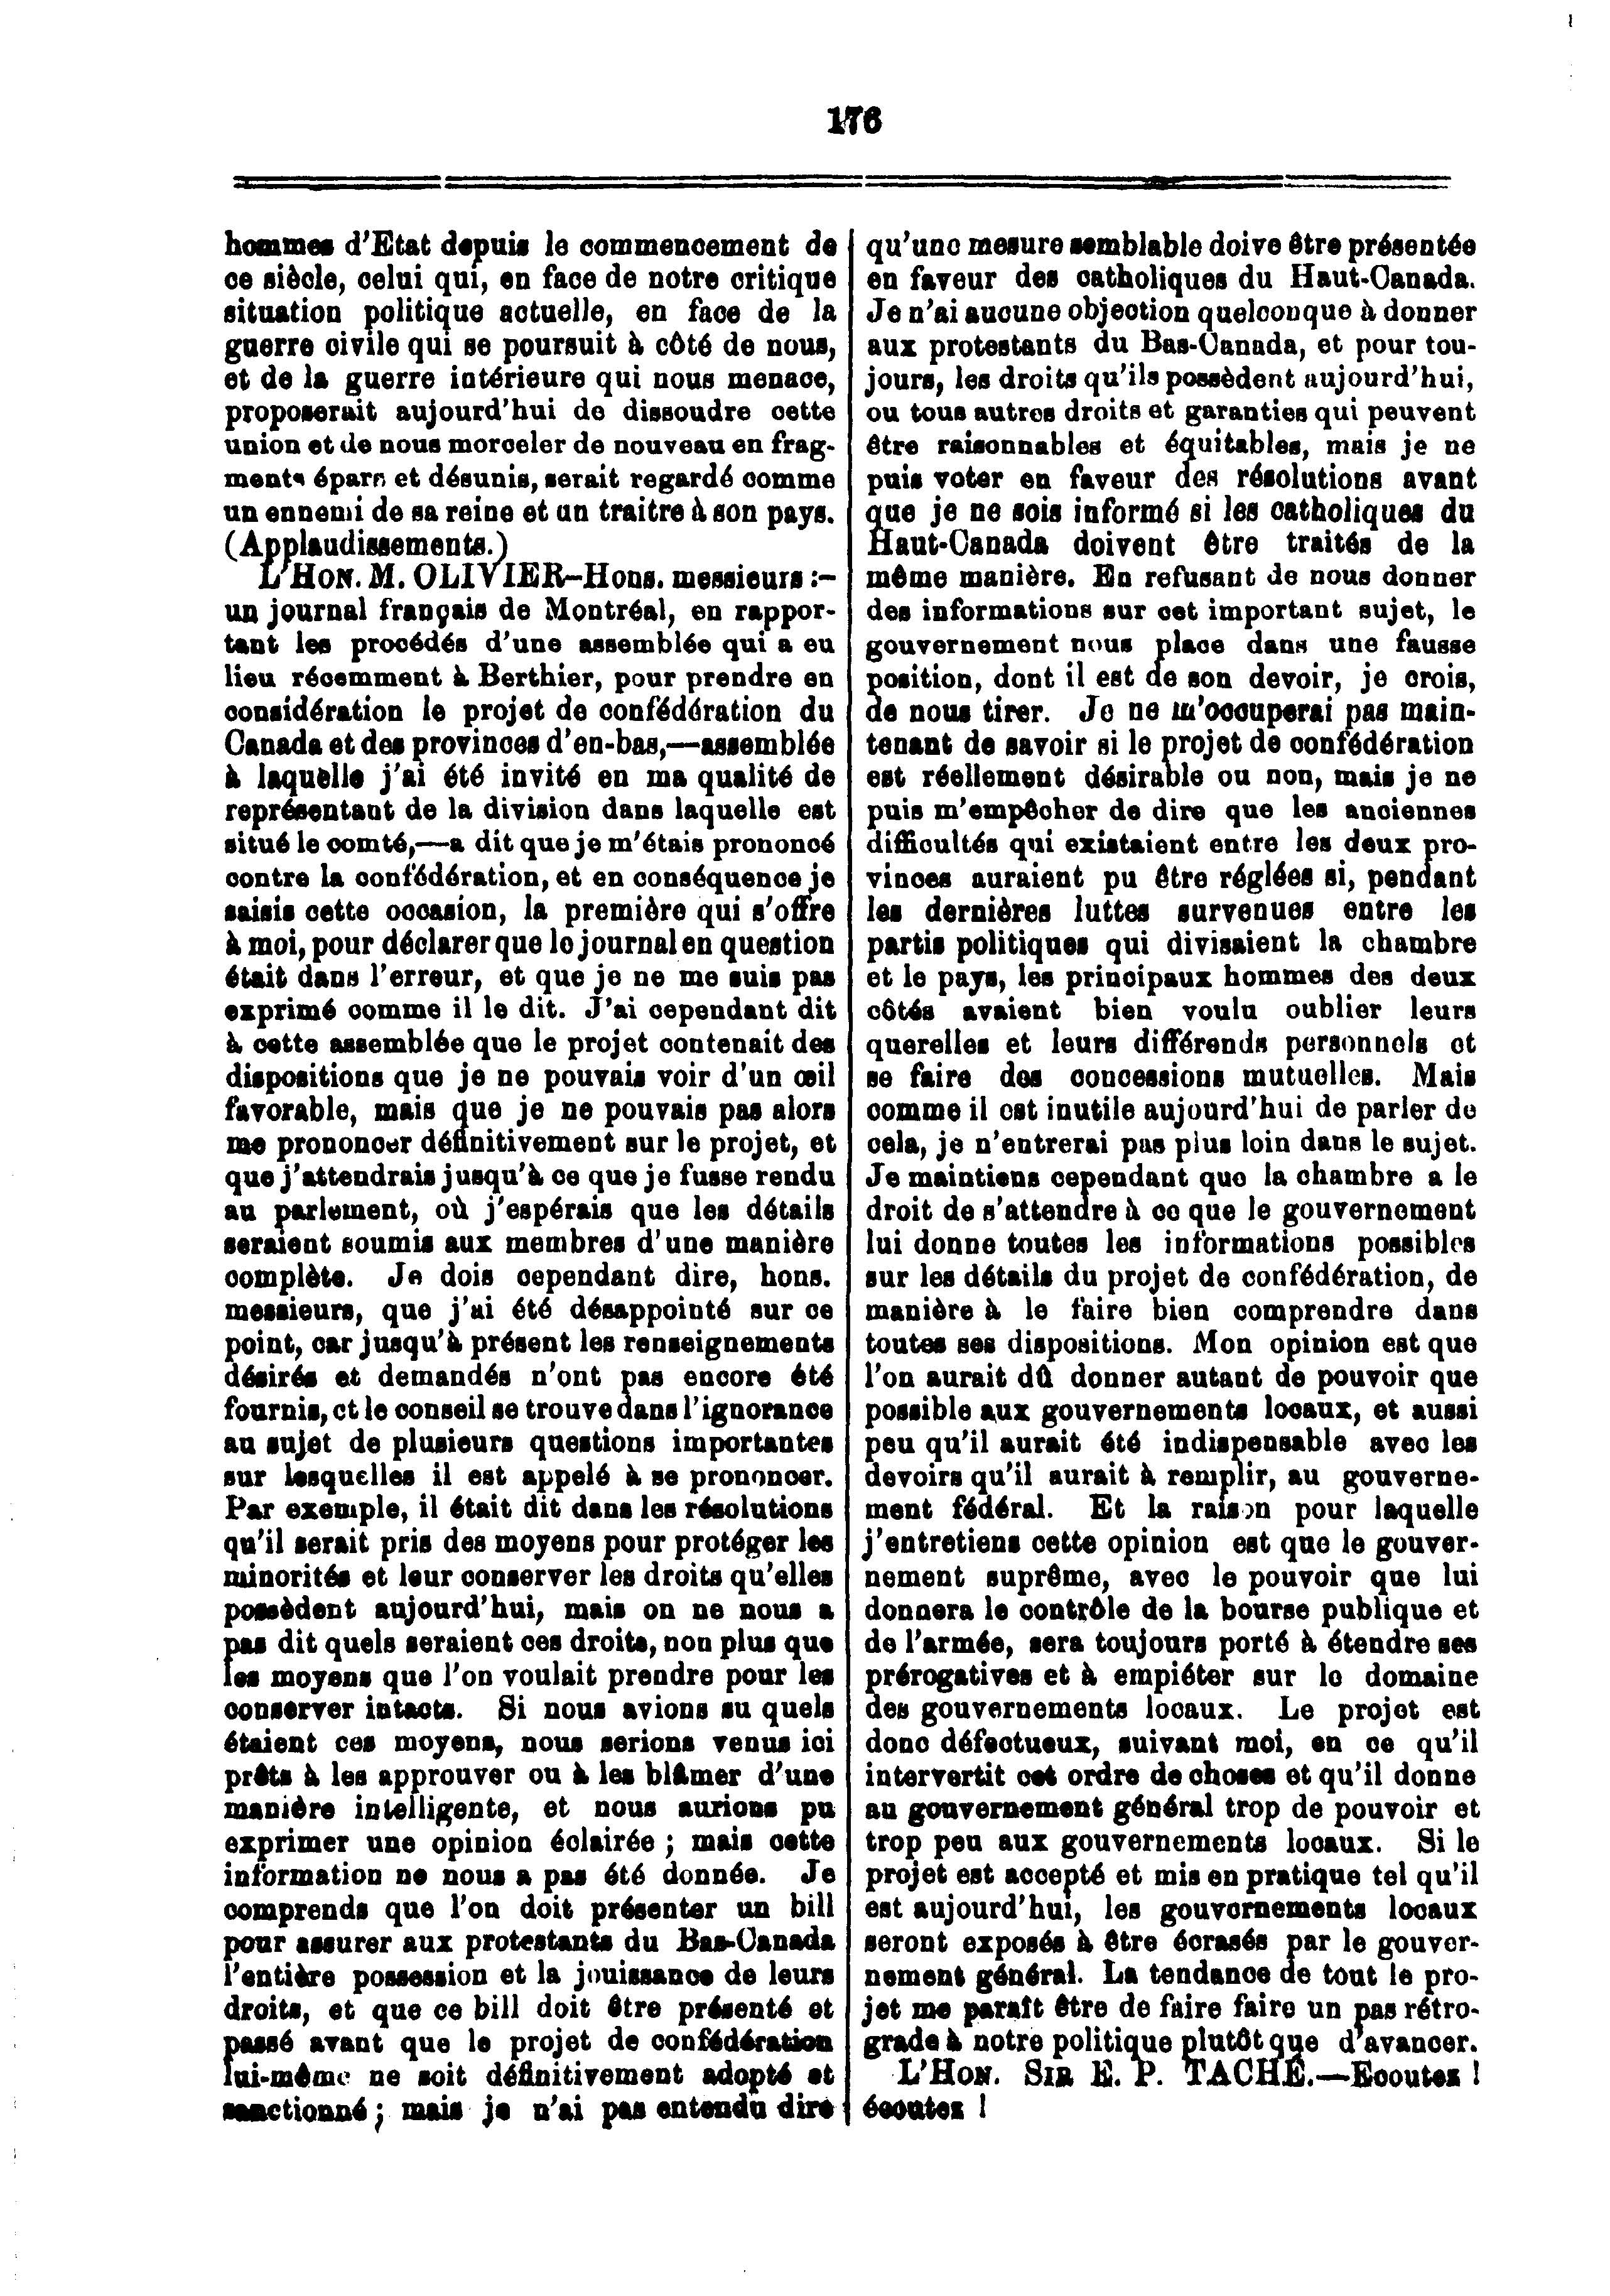 176
hommes d'Etat depuis le commencement de
ce siècle, celui qui, en face de notre critique
situation politique actuelle, en face de la
guerre civile qui se poursuit à côté de nous,
et de la guerre intérieure qui nous menace,
proposerait aujourd'hui de dissoudre cette
union et de nous morceler de nouveau en frag-
ments épars et désunis, serait regardé comme
un ennemi de sa reine et un traitre à son pays.
(Applaudissements.)
L'HON. M. OLIVIER—Hons. messieurs :—
un journal français de Montréal, en rappor-
tant les procédés d'une assemblée qui a eu
lieu récemment à Berthier, pour prendre en
considération le projet de confédération du
Canada et des provinces d'en-bas,—assemblée
à laquelle j'ai été invité en ma qualité de
représentant de la division dans laquelle est
situé le comté,—a dit que je m'étais prononcé
contre la confédération, et en conséquence je
saisis cette occasion, la première qui s'offre
à moi, pour déclarer que le journal en question
était dans l'erreur, et que je ne me suis pas
exprimé comme il le dit. J'ai cependant dit
à cette assemblée que le projet contenait des
dispositions que je ne pouvais voir d'un œil
favorable, mais que je ne pouvais pas alors
me prononcer définitivement sur le projet, et
que j'attendrais jusqu'à ce que je fusse rendu
au parlement, où j'espérais que les détails
seraient soumis aux membres d'une manière
complète. Je dois cependant dire, hons.
messieurs, que j'ai été désappointé sur ce
point, car jusqu'à présent les renseignements
désirés et demandés n'ont pas encore été
fournis, et le conseil se trouve dans l'ignorance
au sujet de plusieurs questions importantes
sur lesquelles il est appelé à se prononcer.
Par exemple, il était dit dans les résolutions
qu'il serait pris des moyens pour protéger les
minorités et leur conserver les droits qu'elles
possèdent aujourd'hui, mais on ne nous a
pas dit quels seraient ces droits, non plus que
les moyens que l'on voulait prendre pour les
conserver intacts. Si nous avions su quels
étaient ces moyens, nous serions venus ici
prêts à les approuver ou à les blâmer d'une
manière intelligente, et nous aurions pu
exprimer une opinion éclairée ; mais cette
information ne nous a pas été donnée. Je
comprends que l'on doit présenter un bill
pour assurer aux protestants du Bas-Canada
l'entière possession et la jouissance de leurs
droits, et que ce bill doit être présenté et
passé avant que le projet de confédération
lui-même ne soit définitivement adopté et
sanctionné ; mais je n'ai pas entendu dire
qu'une mesure semblable doive être présentée
en faveur des catholiques du Haut-Canada.
Je n'ai aucune objection quelconque à donner
aux protestants du Bas-Canada, et pour tou-
jours, les droits qu'ils possèdent aujourd'hui,
ou tous autres droits et garanties qui peuvent
être raisonnables et équitables, mais je ne
puis voter en faveur des résolutions avant
que je ne sois informé si les catholiques du
Haut-Canada doivent être traités de la
même manière. En refusant de nous donner
des informations sur cet important sujet, le
gouvernement nous place dans une fausse
position, dont il est de son devoir, je crois,
de nous tirer. Je ne m'occuperai pas main-
tenant de savoir si le projet de confédération
est réellement désirable ou non, mais je ne
puis m'empêcher de dire que les anciennes
difficultés qui existaient entre les deux pro-
vinces auraient pu être réglées si, pendant
les dernières luttes survenues entre les
partis politiques qui divisaient la chambre
et le pays, les principaux hommes des deux
côtés avaient bien voulu oublier leurs
querelles et leurs différends personnels et
se faire des concessions mutuelles. Mais
comme il est inutile aujourd'hui de parler de
cela, je n'entrerai pas plus loin dans le sujet.
Je maintiens cependant que la chambre a le
droit de s'attendre à ce que le gouvernement
lui donne toutes les informations possibles
sur les détails du projet de confédération, de
manière à le faire bien comprendre dans
toutes ses dispositions. Mon opinion est que
l'on aurait dû donner autant de pouvoir que
possible aux gouvernements locaux, et aussi
peu qu'il aurait été indispensable avec les
devoirs qu'il aurait à remplir, au gouverne-
ment fédéral. Et la raison pour laquelle
j'entretiens cette opinion est que le gouver-
nement suprême, avec le pouvoir que lui
donnera le contrôle de la bourse publique et
de l'armée, sera toujours porté à étendre ses
prérogatives et à empiéter sur le domaine
des gouvernements locaux. Le projet est
donc défectueux, suivant moi, en ce qu'il
intervertit cet ordre de choses et qu'il donne
au gouvernement général trop de pouvoir et
trop peu aux gouvernements locaux. Si le
projet est accepté et mis en pratique tel qu'il
est aujourd'hui, les gouvernements locaux
seront exposés à être écrasés par le gouver-
nement général. La tendance de tout le pro-
jet me paraît être de faire faire un pas rétro-
grade à notre politique plutôt que d'avancer.
L'HON. SIR E. P. TACHÉ.—Ecoutez !
écoutez !